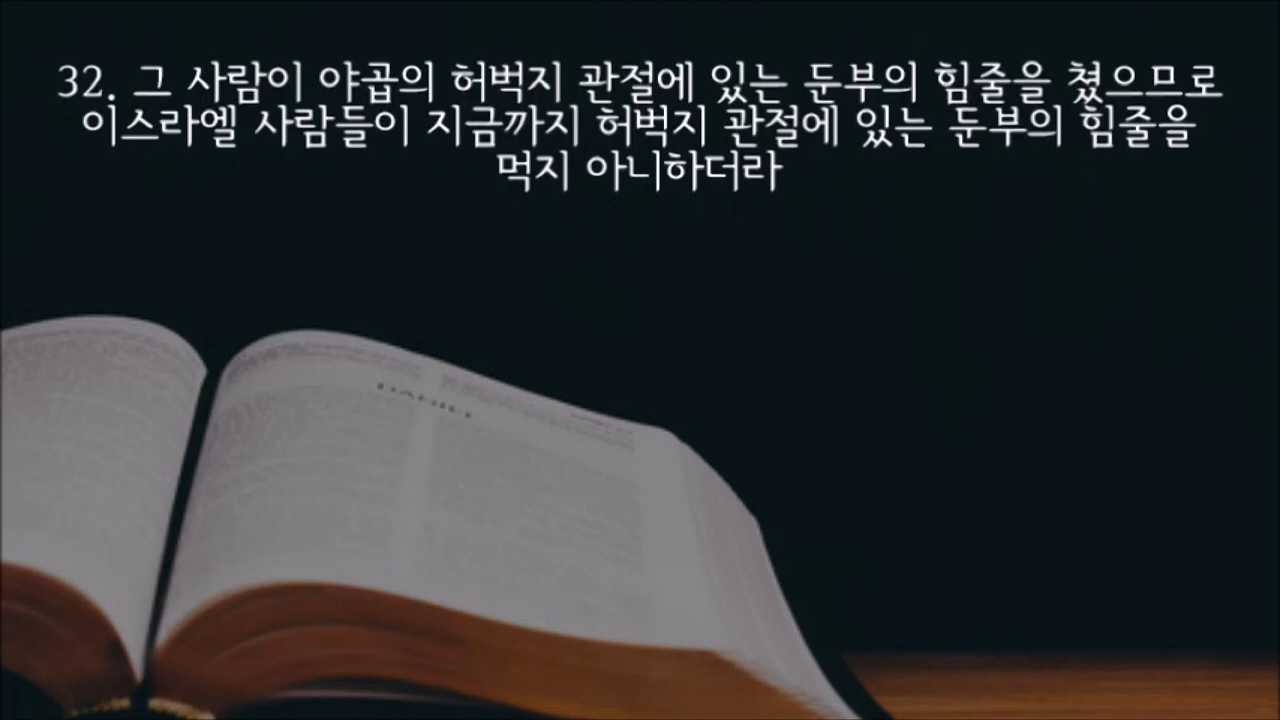 32. 그 사람이 야곱의 허벅지 관절에 있는 둔부의 힘줄을 쳤으므로
이스라엘 사람들이 지금까지 허벅지 관절에 있는 둔부의 힘줄을
먹지 아니하더라